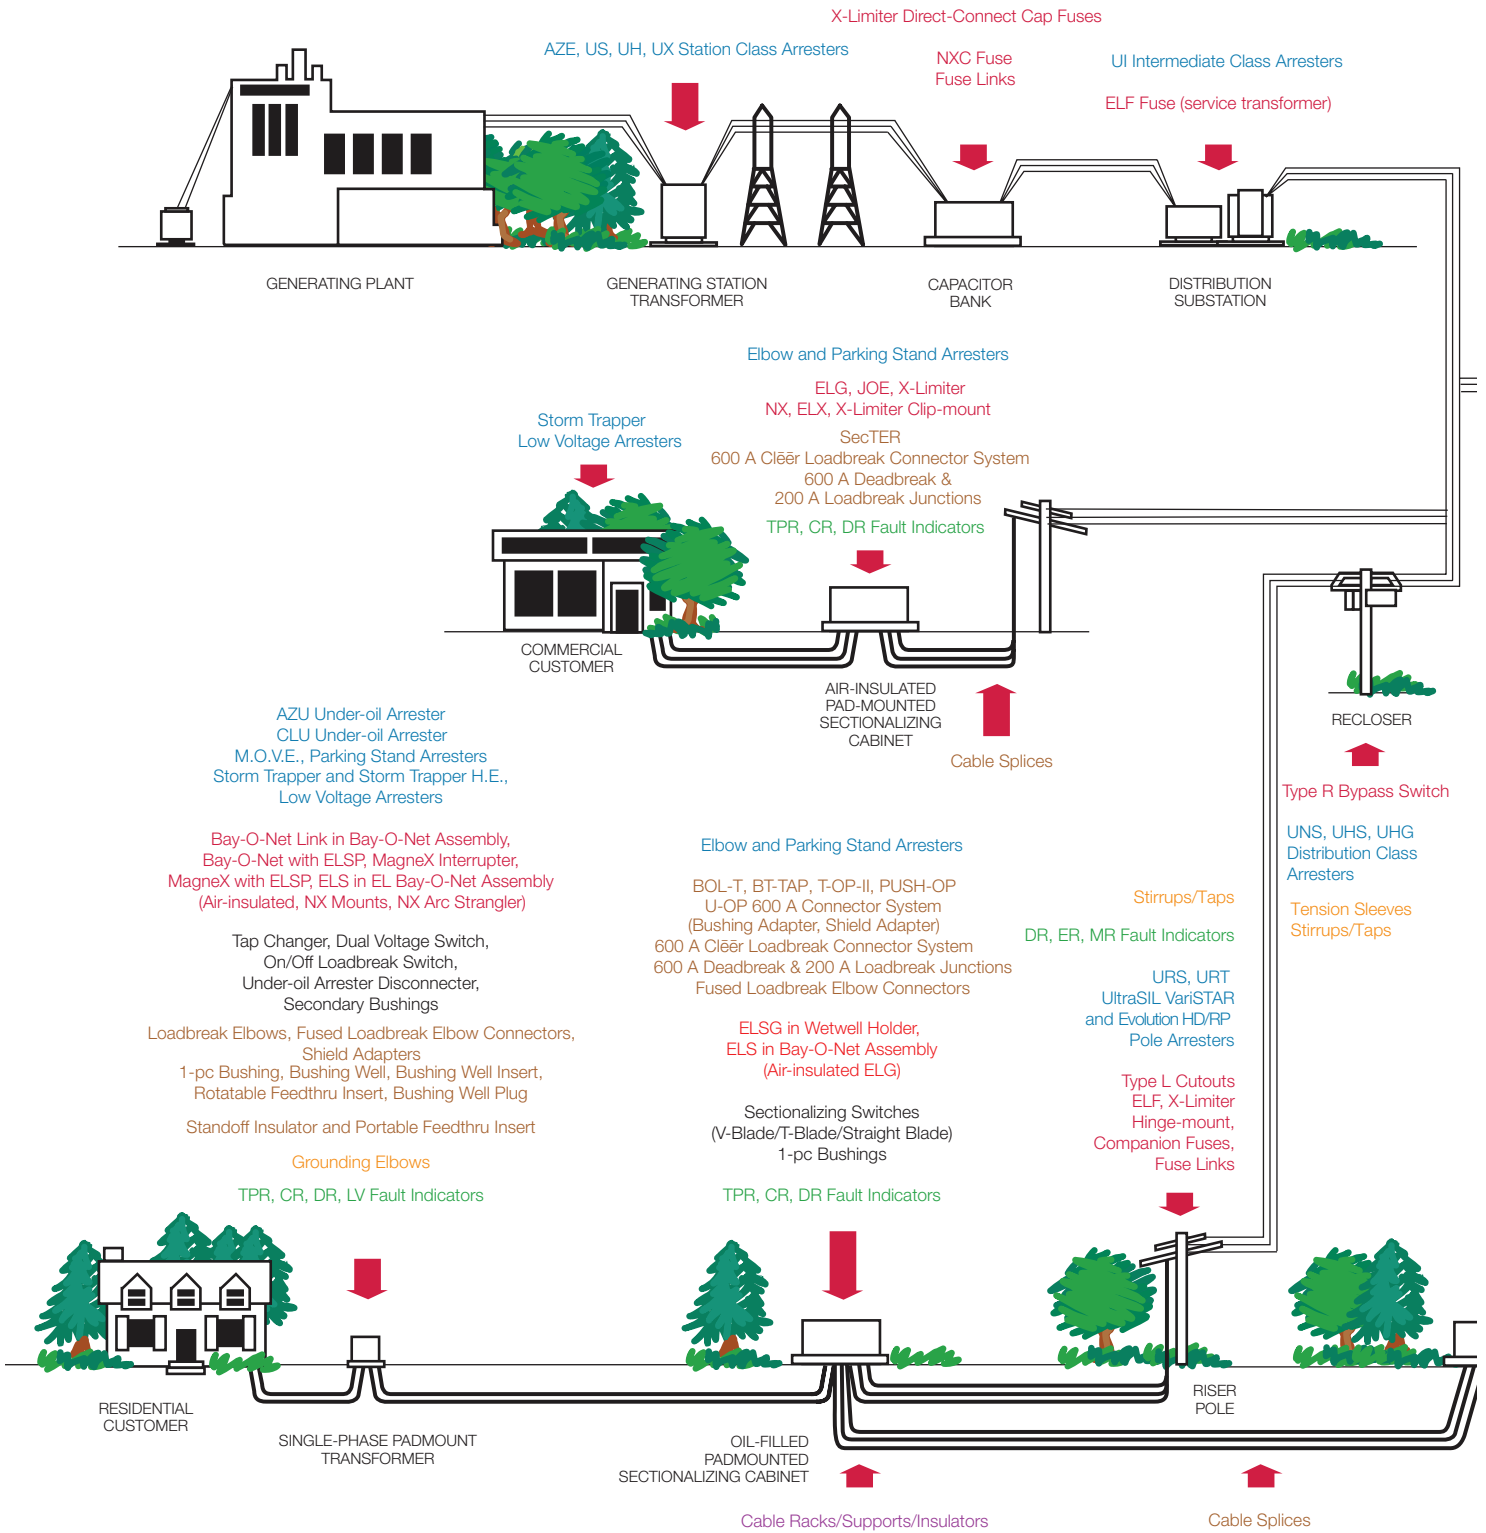 X-Limiter Direct-Connect Cap Fuses
AZE, US, UH, UX Station Class Arresters
NXC Fuse
Fuse Links
UI Intermediate Class Arresters
ELF Fuse (service transformer)
GENERATING PLANT
GENERATING STATION
TRANSFORMER
CAPACITOR
BANK
DISTRIBUTION
SUBSTATION
Elbow and Parking Stand Arresters
ELG, JOE, X-Limiter
NX, ELX, X-Limiter Clip-mount
SecTER
600 A Clēēr Loadbreak Connector System
600 A Deadbreak &
200 A Loadbreak Junctions
TPR, CR, DR Fault Indicators
Storm Trapper
Low Voltage Arresters
COMMERCIAL
CUSTOMER
AIR-INSULATED
PAD-MOUNTED
SECTIONALIZING
CABINET
Cable Splices
RECLOSER
Type R Bypass Switch
UNS, UHS, UHG
Distribution Class
Arresters
Tension Sleeves
Stirrups/Taps
AZU Under-oil Arrester
CLU Under-oil Arrester
M.O.V.E., Parking Stand Arresters
Storm Trapper and Storm Trapper H.E.,
Low Voltage Arresters
Bay-O-Net Link in Bay-O-Net Assembly,
Bay-O-Net with ELSP, MagneX Interrupter,
MagneX with ELSP, ELS in EL Bay-O-Net Assembly
(Air-insulated, NX Mounts, NX Arc Strangler)
Tap Changer, Dual Voltage Switch,
On/Off Loadbreak Switch,
Under-oil Arrester Disconnecter,
Secondary Bushings
Loadbreak Elbows, Fused Loadbreak Elbow Connectors,
Shield Adapters
1-pc Bushing, Bushing Well, Bushing Well Insert,
Rotatable Feedthru Insert, Bushing Well Plug
Standoff Insulator and Portable Feedthru Insert
Grounding Elbows
TPR, CR, DR, LV Fault Indicators
Elbow and Parking Stand Arresters
BOL-T, BT-TAP, T-OP-II, PUSH-OP
U-OP 600 A Connector System
(Bushing Adapter, Shield Adapter)
600 A Clēēr Loadbreak Connector System
600 A Deadbreak & 200 A Loadbreak Junctions
Fused Loadbreak Elbow Connectors
ELSG in Wetwell Holder,
ELS in Bay-O-Net Assembly
(Air-insulated ELG)
Sectionalizing Switches
(V-Blade/T-Blade/Straight Blade)
1-pc Bushings
TPR, CR, DR Fault Indicators
Stirrups/Taps
DR, ER, MR Fault Indicators
URS, URT
UltraSIL VariSTAR
and Evolution HD/RP
Pole Arresters
Type L Cutouts
ELF, X-Limiter
Hinge-mount,
Companion Fuses,
Fuse Links
RESIDENTIAL
CUSTOMER
SINGLE-PHASE PADMOUNT
TRANSFORMER
OIL-FILLED
PADMOUNTED
SECTIONALIZING CABINET
RISER
POLE
Cable Racks/Supports/Insulators
Cable Splices